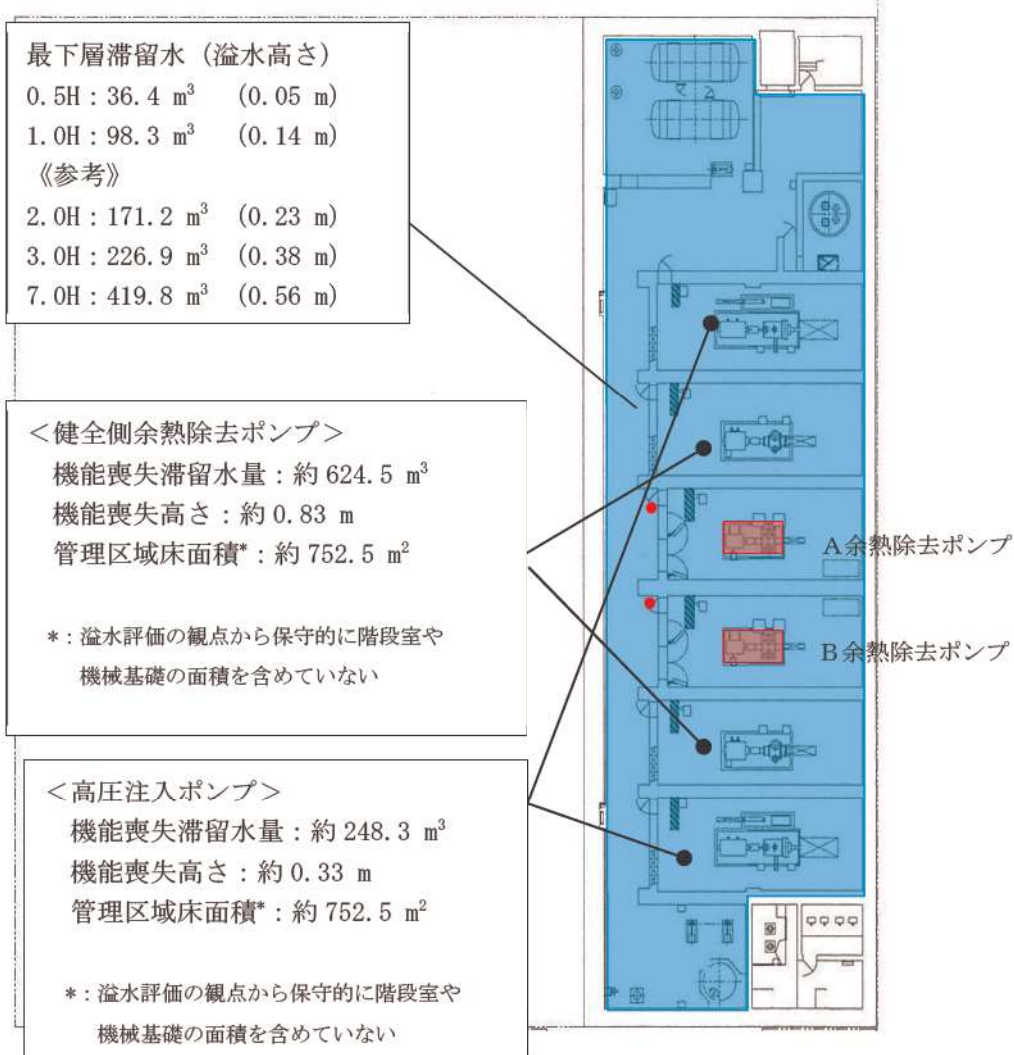 最下層滞留水（溢水高さ）
0.5H：36.4 m³ (0.05 m)
1.0H：98.3 m³ (0.14 m)
《参考》
2.0H：171.2 m³ (0.23 m)
3.0H：226.9 m³ (0.38 m)
7.0H：419.8 m³ (0.56 m)
＜健全側余熱除去ポンプ＞
機能喪失滞留水量：約 624.5 m³
機能喪失高さ：約 0.83 m
管理区域床面積*：約 752.5 m²
*：溢水評価の観点から保守的に階段室や
機械基礎の面積を含めていない
A余熱除去ポンプ
B余熱除去ポンプ
＜高圧注入ポンプ＞
機能喪失滞留水量：約 248.3 m³
機能喪失高さ：約 0.33 m
管理区域床面積*：約 752.5 m²
*：溢水評価の観点から保守的に階段室や
機械基礎の面積を含めていない